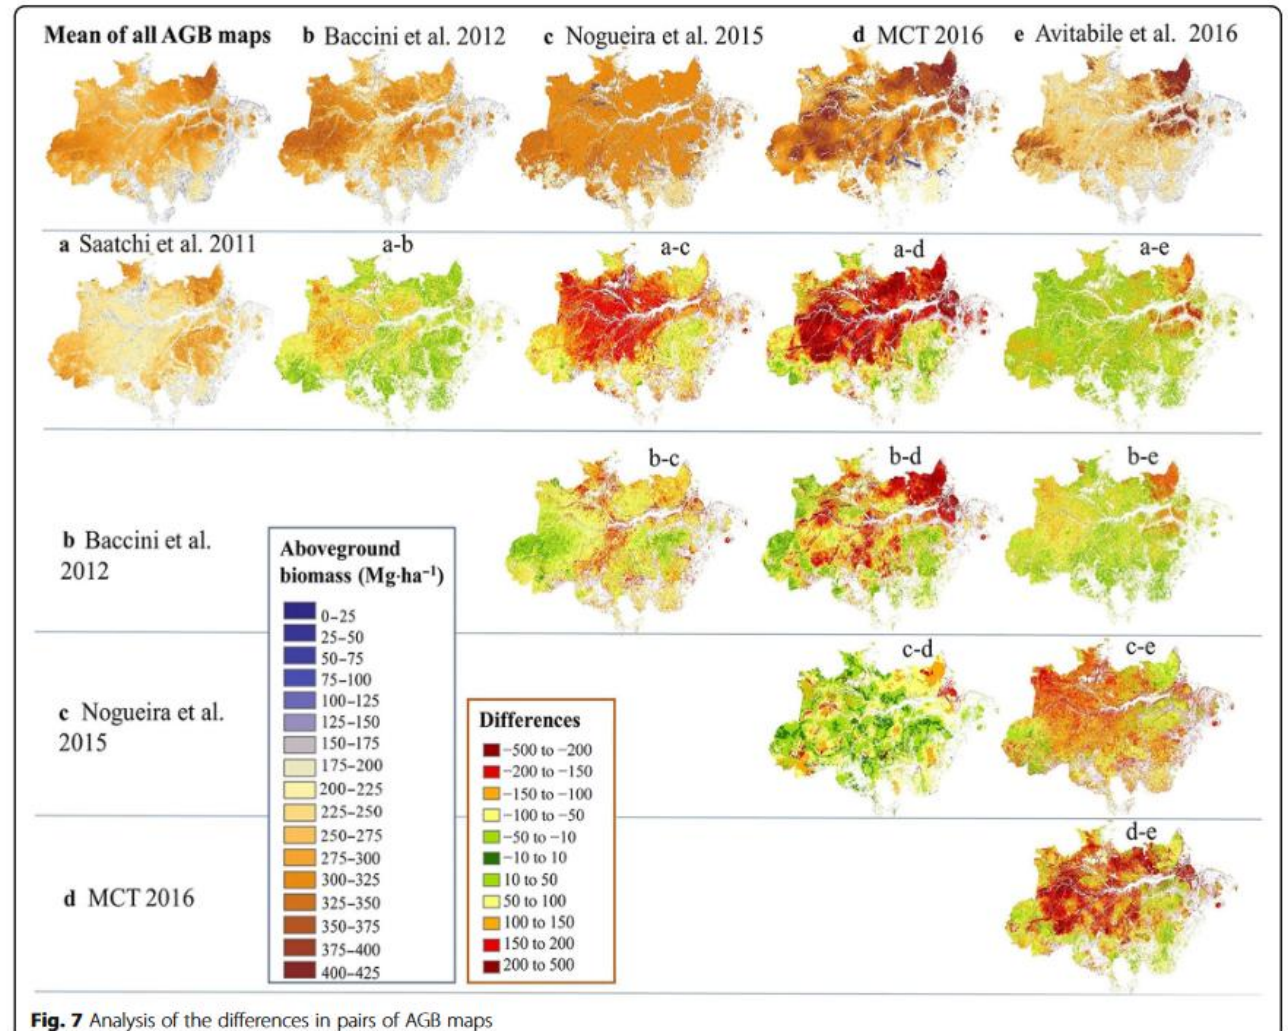 Mean of all AGB maps
b Baccini et al. 2012
c Nogueira et al. 2015
d MCT 2016
e Avitabile et al. 2016
a Saatchi et al. 2011
a-b
a-c
a-d
a-e
b Baccini et al.
2012
b-c
b-d
b-e
c Nogueira et al.
2015
c-d
c-e
d MCT 2016
d-e
Aboveground
biomass (Mg·ha⁻¹)
0–25
25–50
50–75
75–100
100–125
125–150
150–175
175–200
200–225
225–250
250–275
275–300
300–325
325–350
350–375
375–400
400–425
Differences
−500 to −200
−200 to −150
−150 to −100
−100 to −50
−50 to −10
−10 to 10
10 to 50
50 to 100
100 to 150
150 to 200
200 to 500
Fig. 7 Analysis of the differences in pairs of AGB maps